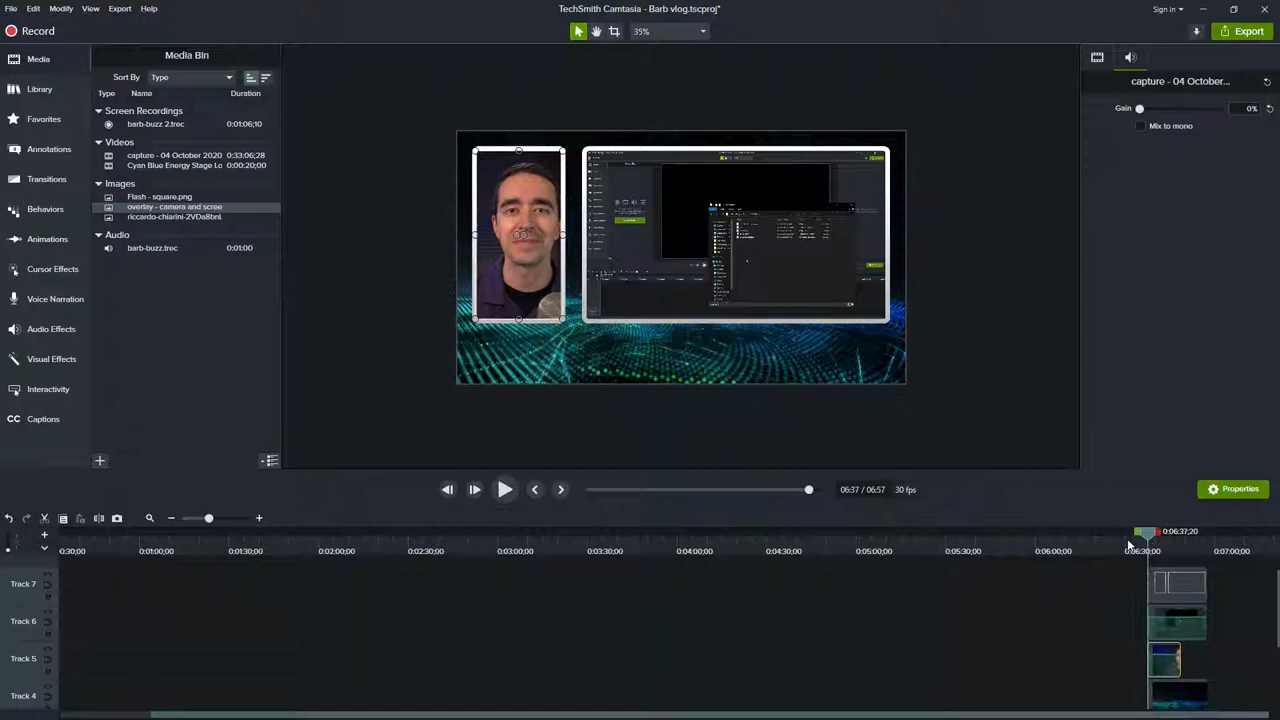 File Edit Modify View Export Help
TechSmith Camtasia - Barb vlog.tscproj*
Sign in
Record
35%
Export
Media
Library
Favorites
Annotations
Transitions
Behaviors
Animations
Cursor Effects
Voice Narration
Audio Effects
Visual Effects
Interactivity
CC Captions
Media Bin
Sort By Type
Type Name Duration
Screen Recordings
barb-buzz 2.trec 0:01:06;10
Videos
capture - 04 October 2020 0:33:06;28
Cyan Blue Energy Stage Lo 0:00:20;00
Images
Flash - square.png
overlay - camera and scree
riccardo-chiarini-2VDa8bnL
Audio
barb-buzz.trec 0:01:00
capture - 04 October...
Gain 0%
Mix to mono
06:37 / 06:57 30 fps
Properties
0:06:37;20
0:30;00 0:01:00;00 0:01:30;00 0:02:00;00 0:02:30;00 0:03:00;00 0:03:30;00 0:04:00;00 0:04:30;00 0:05:00;00 0:05:30;00 0:06:00;00 0:06:30;00 0:07:00;00
Track 7
Track 6
Track 5
Track 4